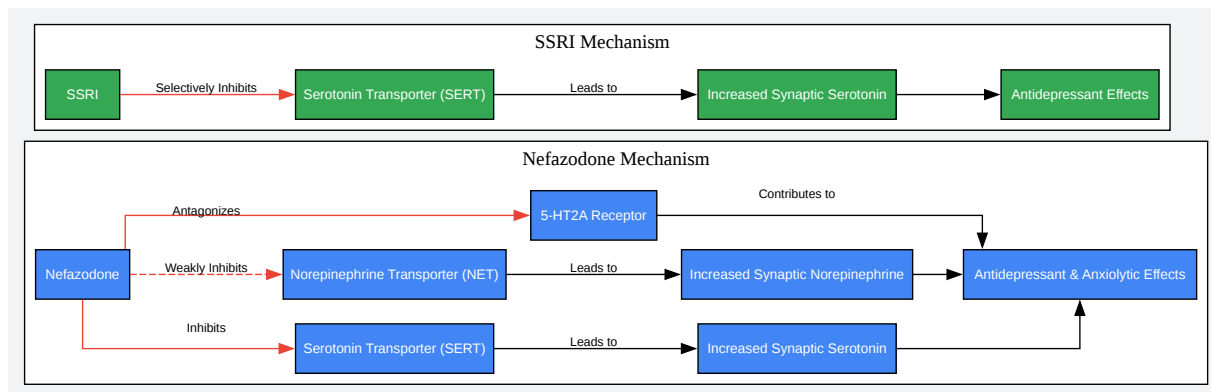 SSRI Mechanism
SSRI
Selectively Inhibits
Serotonin Transporter (SERT)
Leads to
Increased Synaptic Serotonin
Antidepressant Effects
Nefazodone Mechanism
Antagonizes
5-HT2A Receptor
Contributes to
Nefazodone
Weakly Inhibits
Norepinephrine Transporter (NET)
Leads to
Increased Synaptic Norepinephrine
Antidepressant & Anxiolytic Effects
Inhibits
Serotonin Transporter (SERT)
Leads to
Increased Synaptic Serotonin